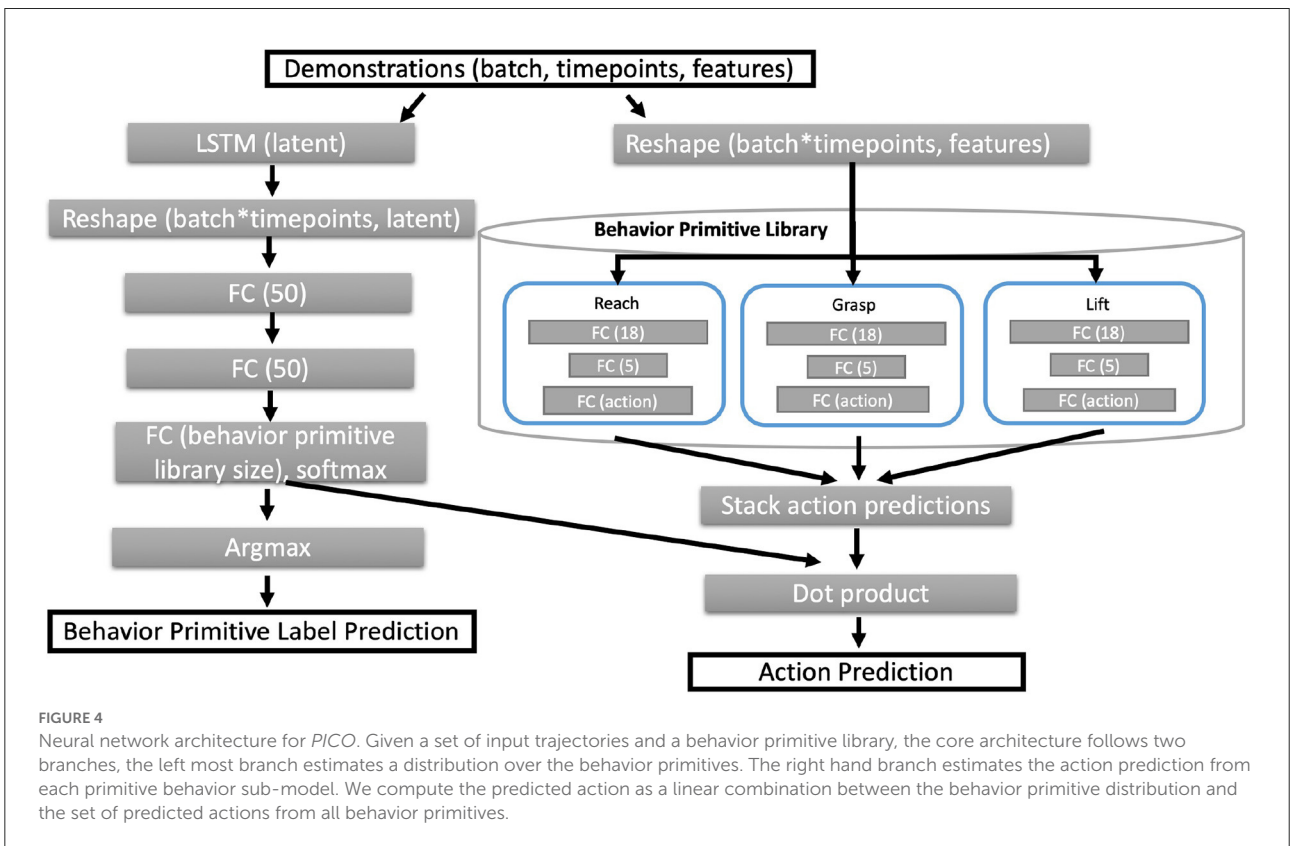 Demonstrations (batch, timepoints, features)
LSTM (latent)
Reshape (batch*timepoints, features)
Reshape (batch*timepoints, latent)
Behavior Primitive Library
FC (50)
FC (50)
FC (behavior primitive
library size), softmax
Argmax
Behavior Primitive Label Prediction
Reach
FC (18)
FC (5)
FC (action)
Grasp
FC (18)
FC (5)
FC (action)
Lift
FC (18)
FC (5)
FC (action)
Stack action predictions
Dot product
Action Prediction
FIGURE 4
Neural network architecture for PICO. Given a set of input trajectories and a behavior primitive library, the core architecture follows two
branches, the left most branch estimates a distribution over the behavior primitives. The right hand branch estimates the action prediction from
each primitive behavior sub-model. We compute the predicted action as a linear combination between the behavior primitive distribution and
the set of predicted actions from all behavior primitives.